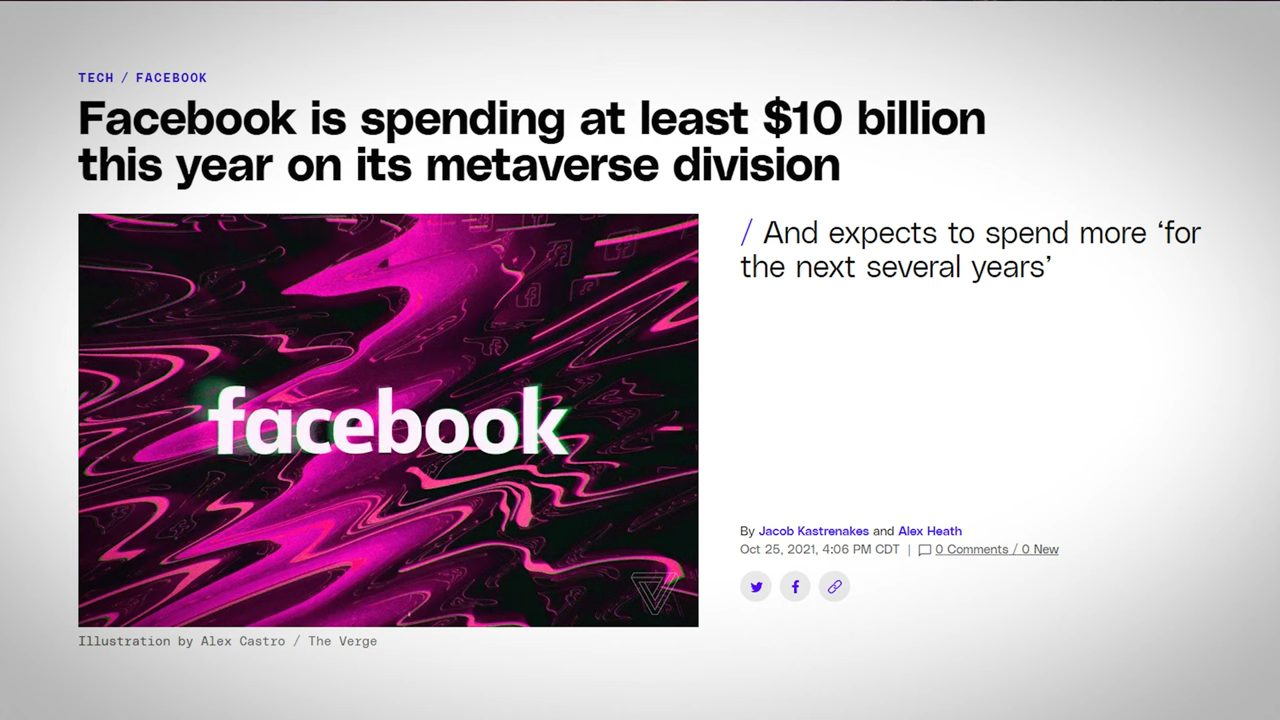 TECH / FACEBOOK
Facebook is spending at least $10 billion
this year on its metaverse division
/ And expects to spend more ‘for
the next several years’
facebook
By Jacob Kastrenakes and Alex Heath
Oct 25, 2021, 4:06 PM CDT | 0 Comments / 0 New
Illustration by Alex Castro / The Verge